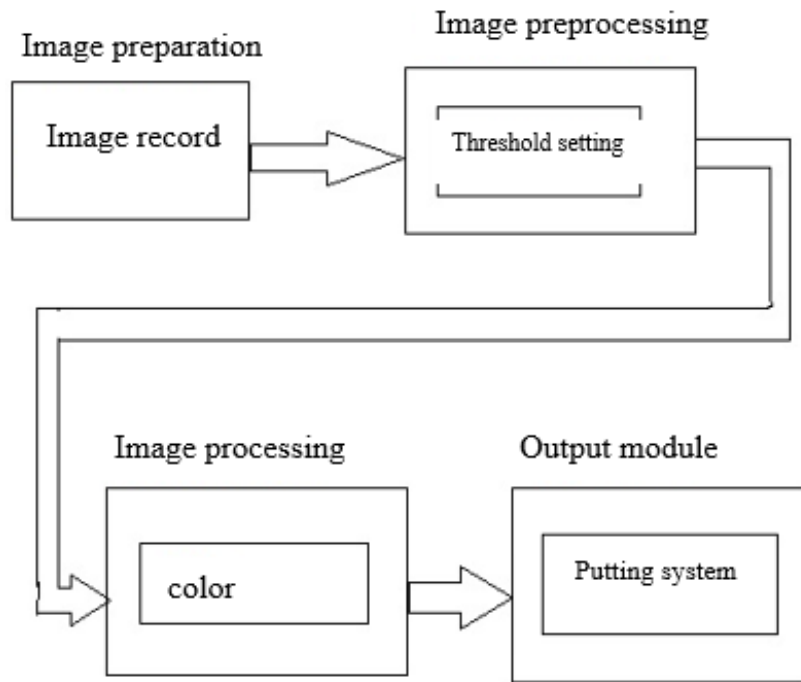 Image preparation
Image preprocessing
Image record
Threshold setting
Image processing
Output module
color
Putting system